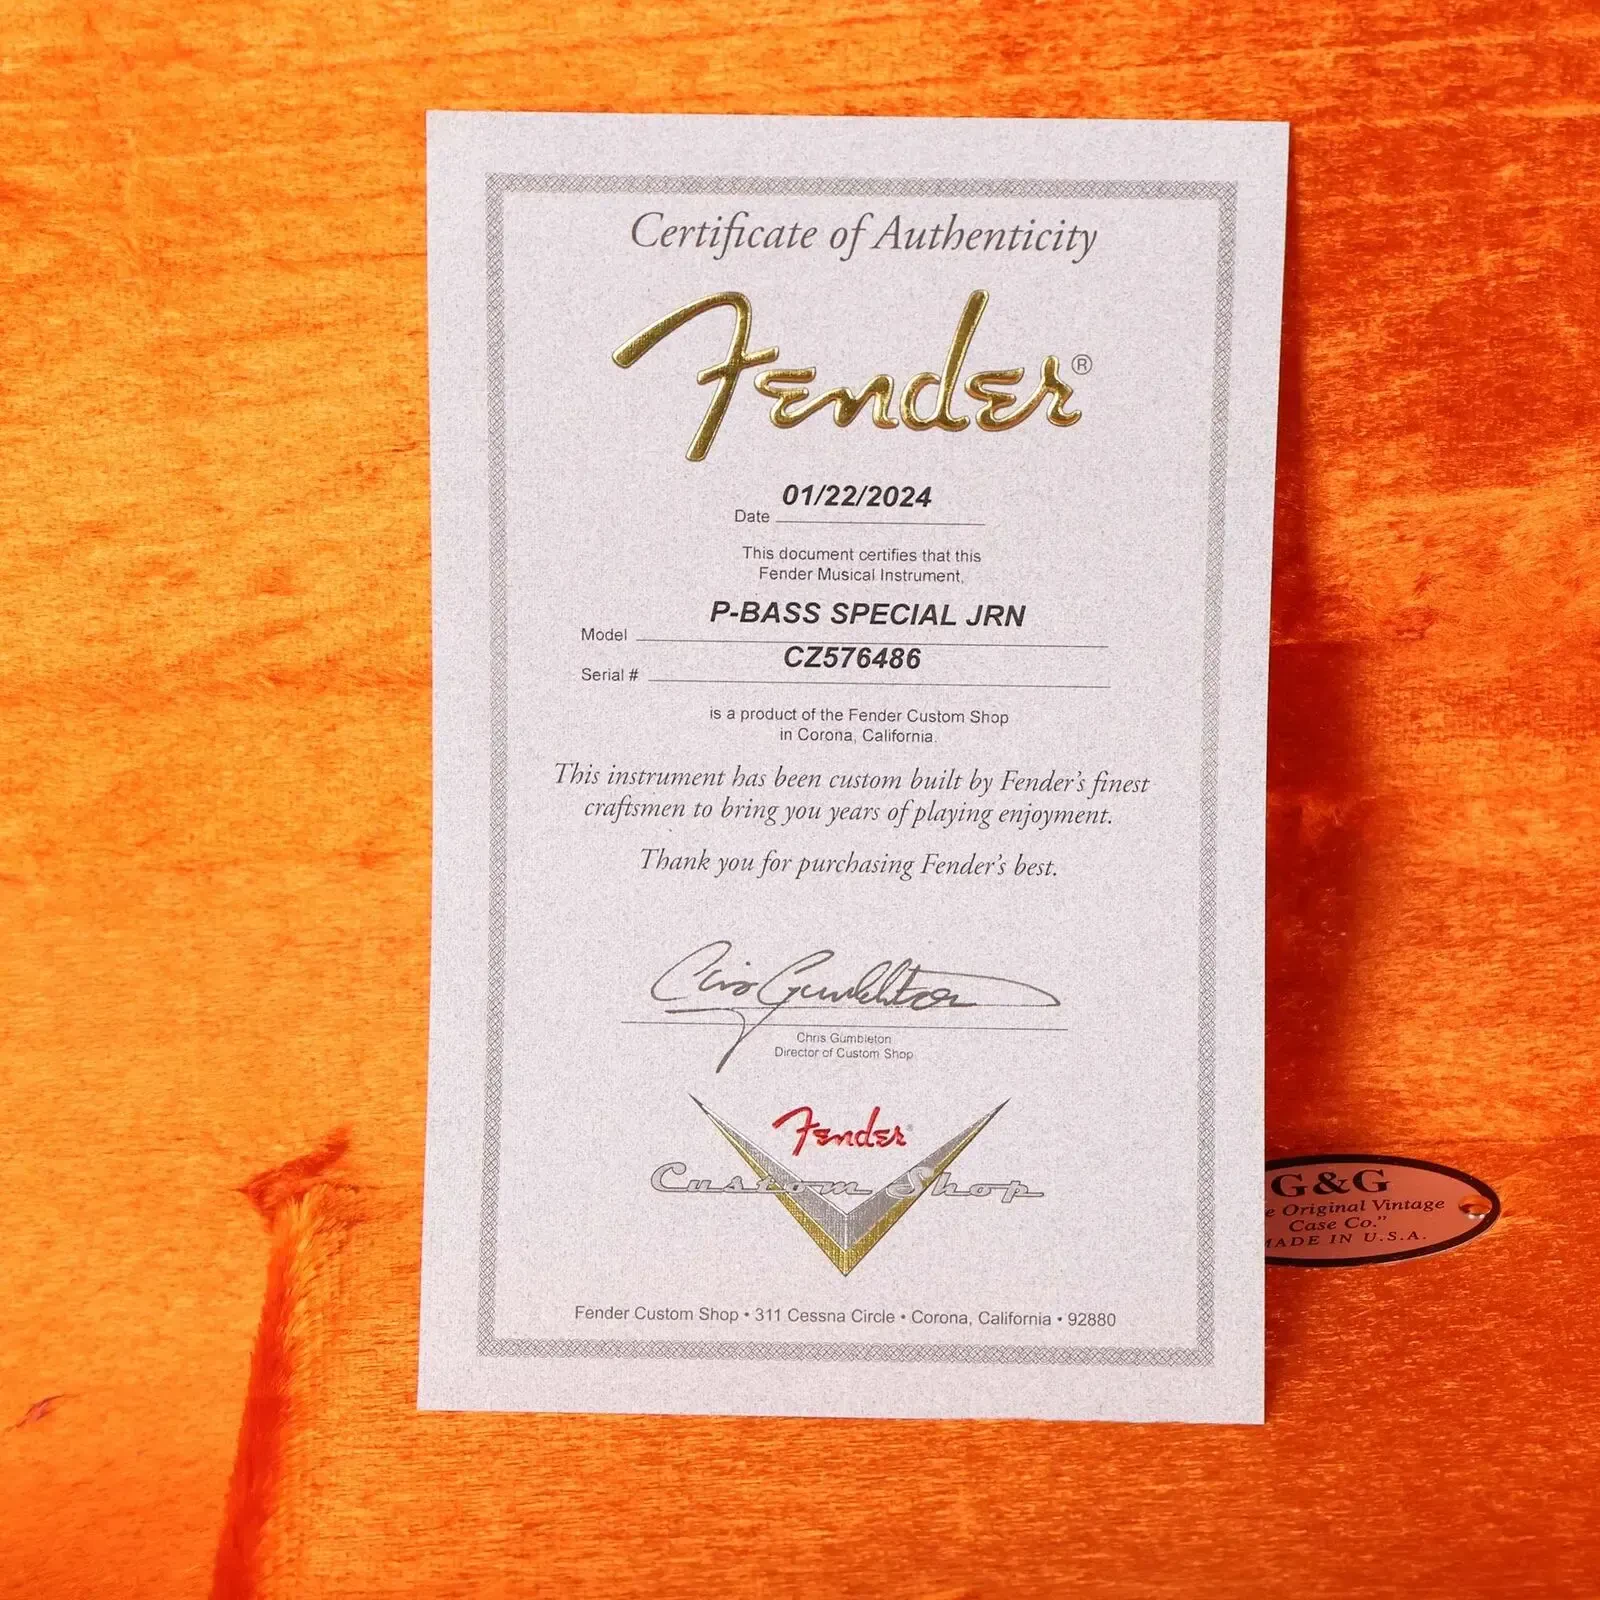 Certificate of Authenticity
Fender®
01/22/2024
Date
This document certifies that this
Fender Musical Instrument,
P-BASS SPECIAL JRN
Model
CZ576486
Serial #
is a product of the Fender Custom Shop
in Corona, California.
This instrument has been custom built by Fender's finest
craftsmen to bring you years of playing enjoyment.
Thank you for purchasing Fender's best.
Chris Gumbleton
Chris Gumbleton
Director of Custom Shop
Fender®
Custom Shop
Fender Custom Shop • 311 Cessna Circle • Corona, California • 92880
G&G
Original Vintage
Case Co."
MADE IN U.S.A.